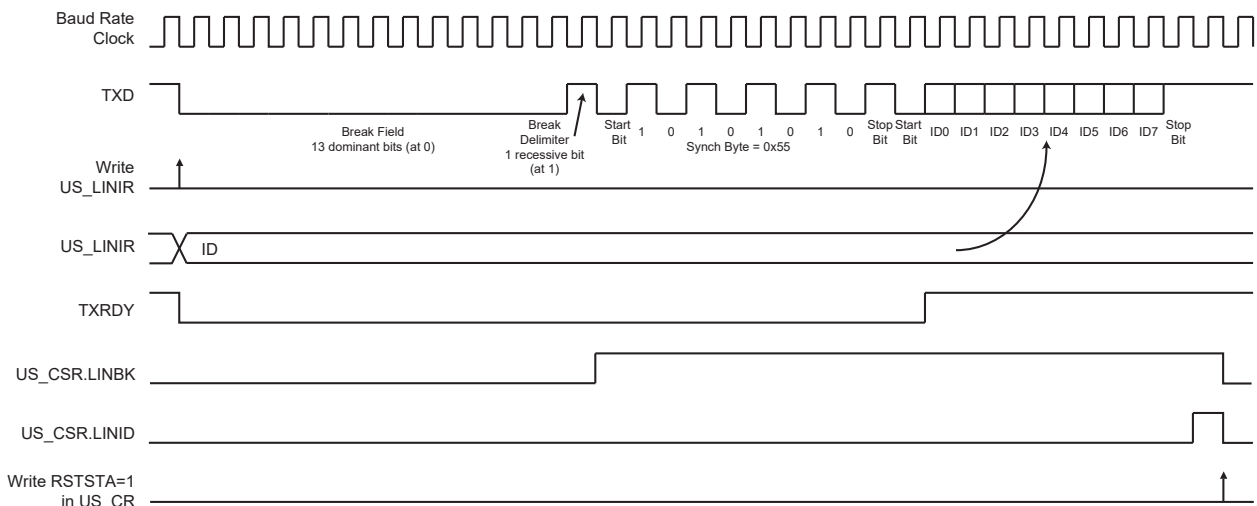 Baud Rate
Clock
TXD
Break Field
13 dominant bits (at 0)
Break
Delimiter
1 recessive bit
(at 1)
Start
Bit
1 0 1 0 1 0 1 0
Synch Byte = 0x55
Stop
Bit
Start
Bit
ID0 ID1 ID2 ID3 ID4 ID5 ID6 ID7
Stop
Bit
Write
US_LINIR
US_LINIR
ID
TXRDY
US_CSR.LINBK
US_CSR.LINID
Write RSTSTA=1
in US_CR